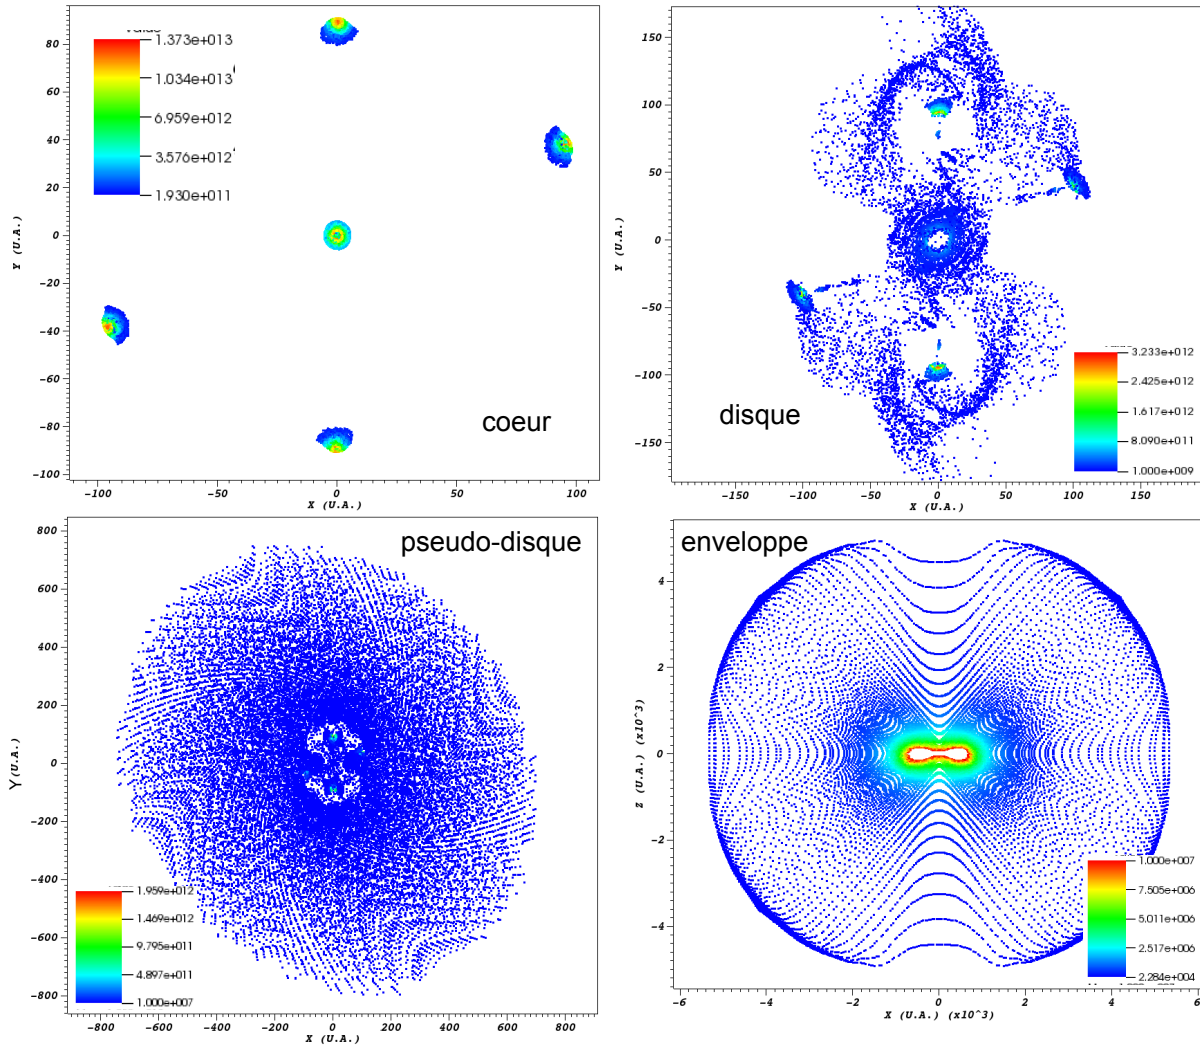 80
60
40
20
0
-20
-40
-60
-80
-100
Y (U.A.)
1.373e+013
1.034e+013
6.959e+012
3.576e+012
1.930e+011
coeur
-100
-50
0
50
100
X (U.A.)
150
100
50
0
-50
-100
-150
Y (U.A.)
disque
3.233e+012
2.425e+012
1.617e+012
8.090e+011
1.000e+009
-150
-100
-50
0
50
100
150
X (U.A.)
pseudo-disque
800
600
400
200
0
-200
-400
-600
-800
Y(U.A.)
1.959e+012
1.469e+012
9.795e+011
4.897e+011
1.000e+007
-800
-600
-400
-200
0
200
400
600
800
X (U.A.)
enveloppe
4
2
0
-2
-4
Z (U.A.) (x10^3)
1.000e+007
7.505e+006
5.011e+006
2.517e+006
2.284e+004
-6
-4
-2
0
2
4
6
X (U.A.) (x10^3)